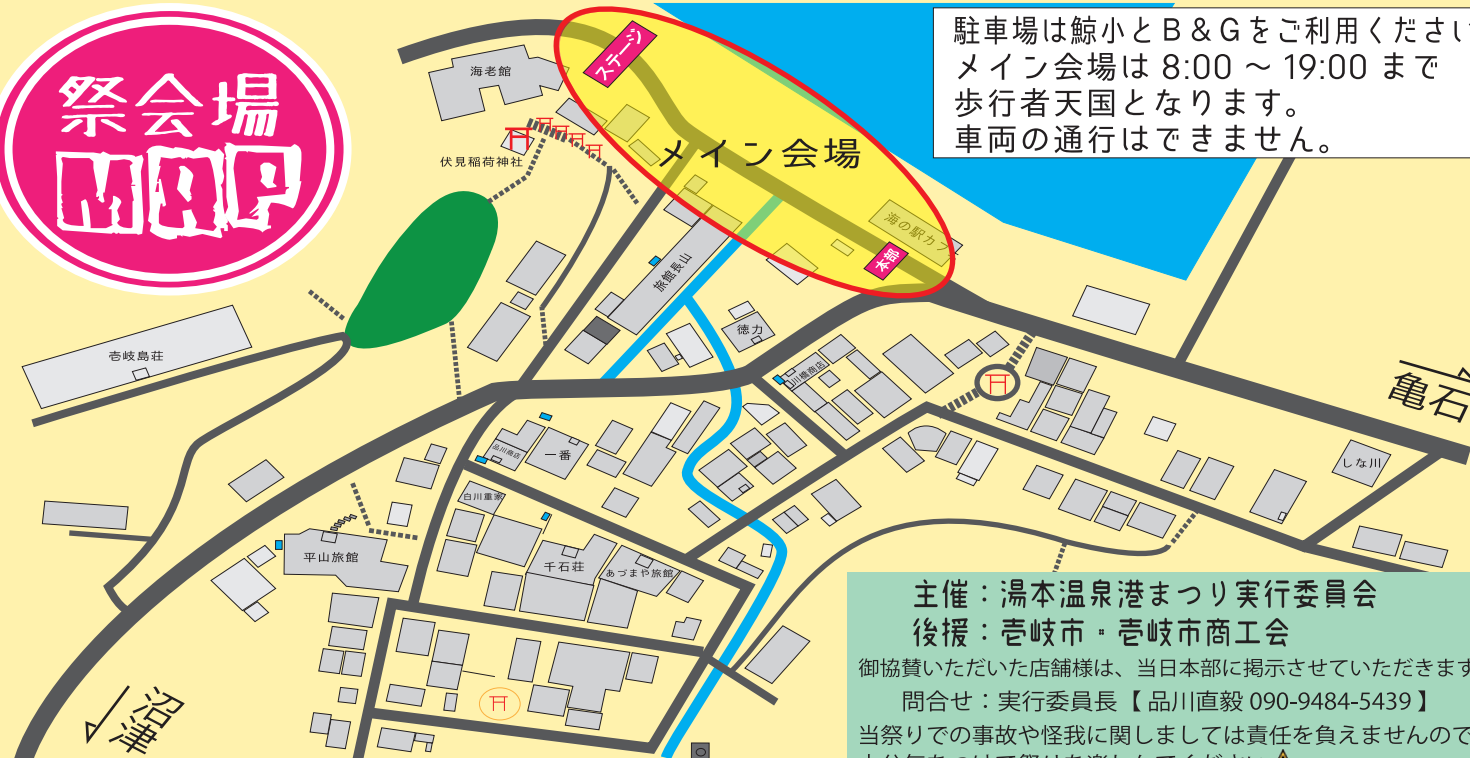 祭会場
MAP
駐車場は鯨小とB&Gをご利用ください
メイン会場は 8:00 ～ 19:00 まで
歩行者天国となります。
車両の通行はできません。
ステージ
海老館
伏見稲荷神社
メイン会場
海の駅カフェ
本部
旅館長山
徳力
川橋商店
壱岐島荘
亀石
品川商店
一番
しな川
白川重家
平山旅館
千石荘
あづまや旅館
沼津
主催：湯本温泉港まつり実行委員会
後援：壱岐市・壱岐市商工会
御協賛いただいた店舗様は、当日本部に掲示させていただきます
問合せ：実行委員長【 品川直毅 090-9484-5439 】
当祭りでの事故や怪我に関しましては責任を負えませんので